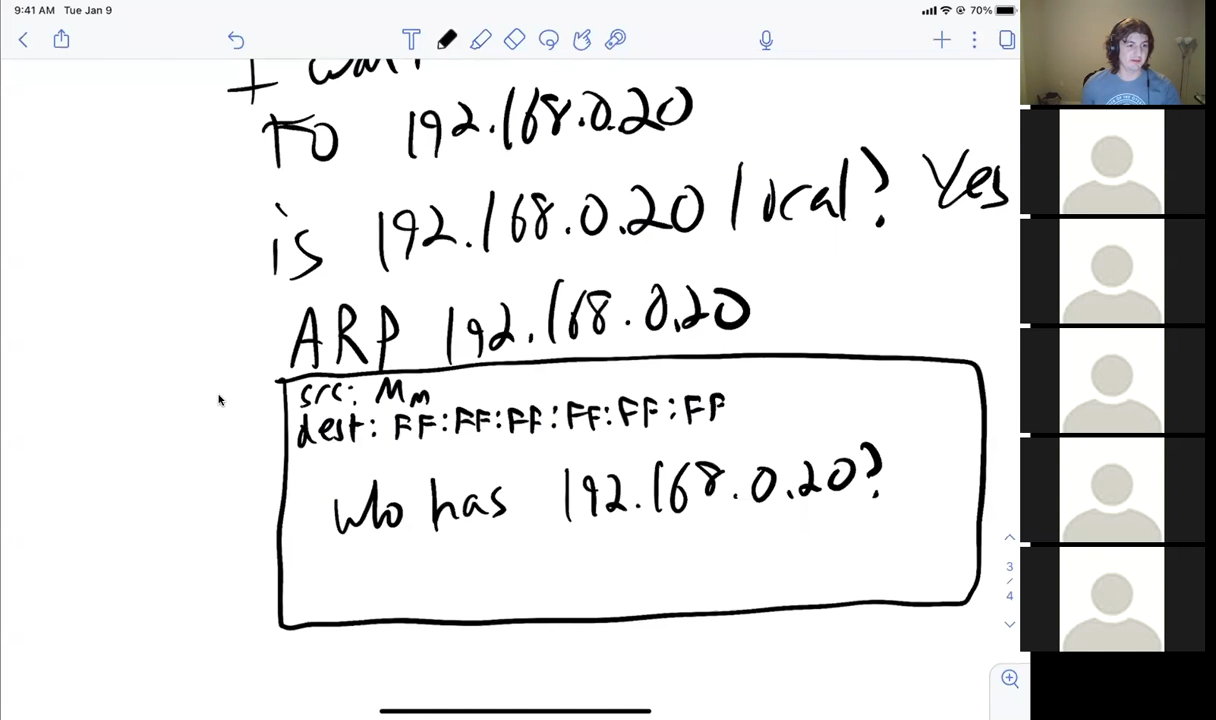 9:41 AM Tue Jan 9
70%
I
TO 192.168.0.20
is 192.168.0.20 local? Yes
ARP 192.168.0.20
src: Mm
dest: FF:FF:FF:FF:FF:FF
who has 192.168.0.20?
3
/
4